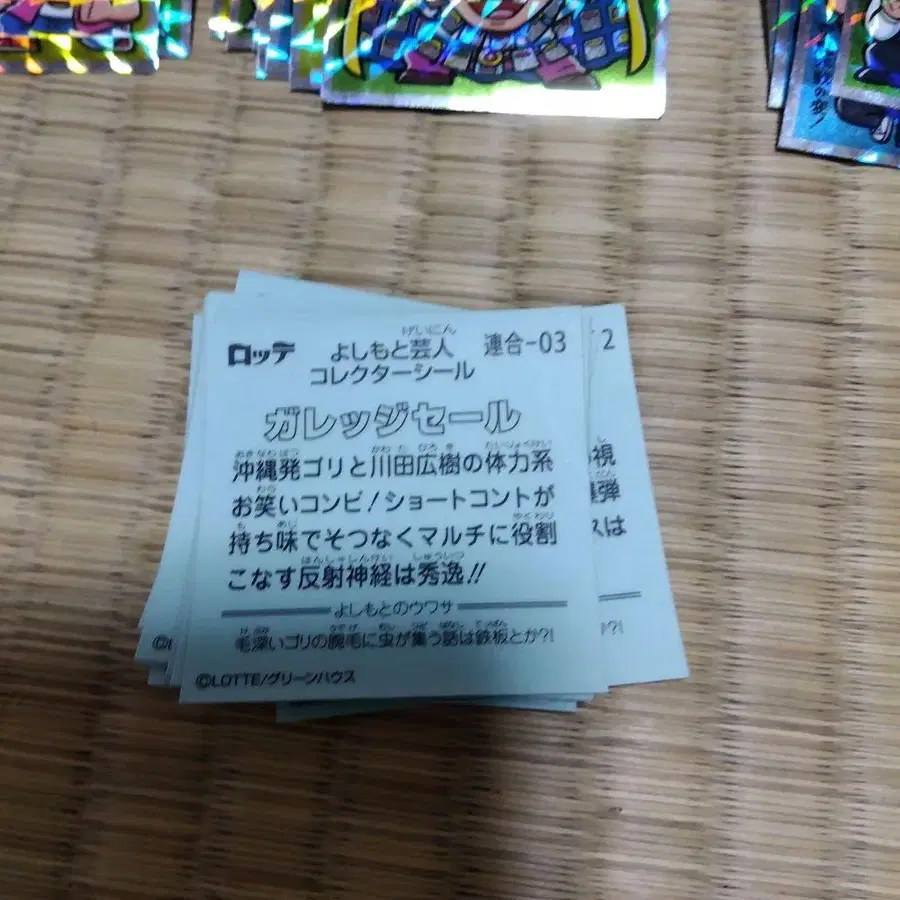 ロッテ よしもと芸人 連合-03
コレクターシール
ガレッジセール
沖縄発ゴリと川田広樹の体力系
お笑いコンビ!ショートコントが
持ち味でそつなくマルチに役割
こなす反射神経は秀逸!!
よしもとのウワサ
毛深いゴリの腕毛に虫が集う話は鉄板とか?!
©LOTTE/グリーンハウス
2
視
弾
スは
?!